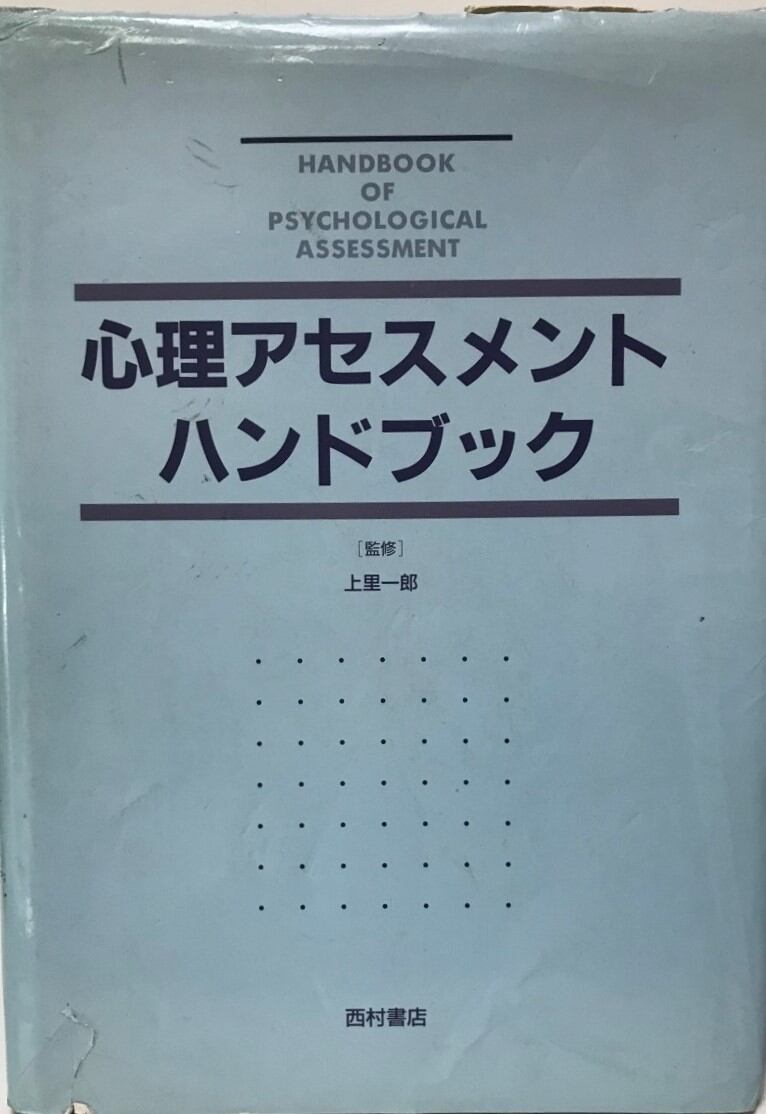 HANDBOOK
OF
PSYCHOLOGICAL
ASSESSMENT
心理アセスメント
ハンドブック
［監修］
上里一郎
西村書店